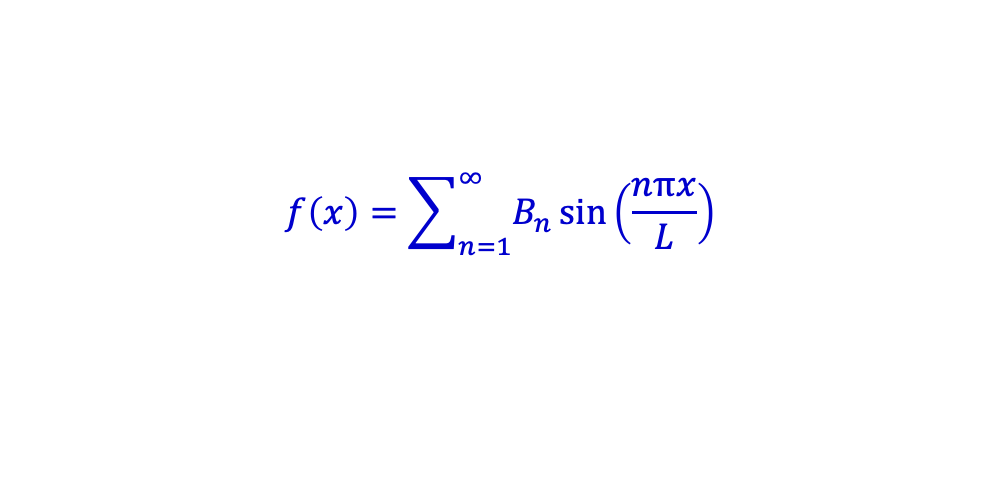 f(x) = ∑_{n=1}^{∞} B_n sin(nπx/L)